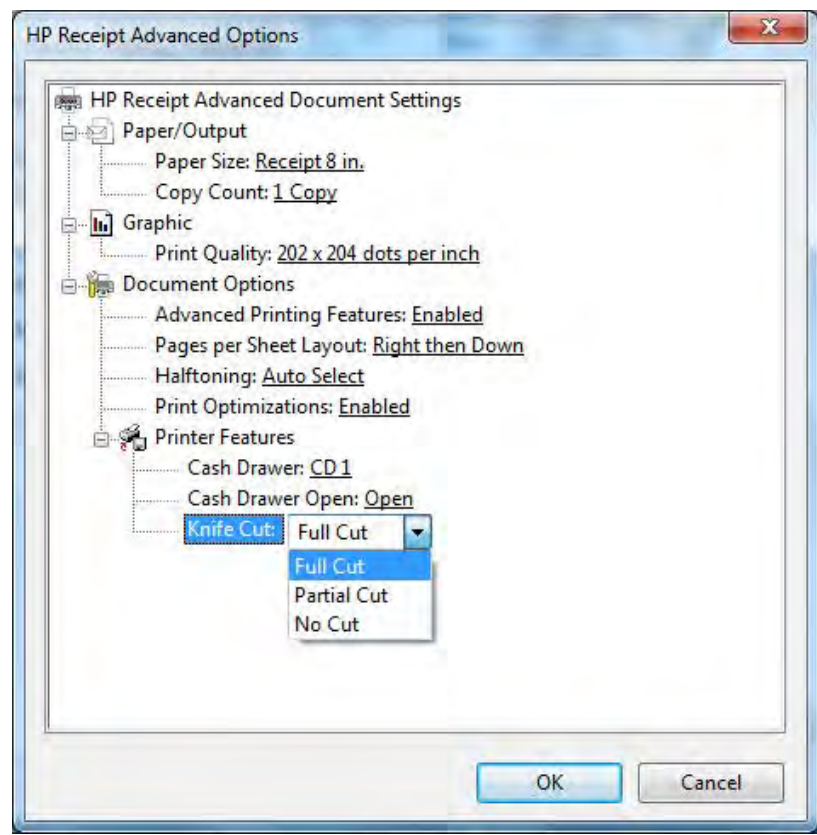 HP Receipt Advanced Options
HP Receipt Advanced Document Settings
Paper/Output
Paper Size: Receipt 8 in.
Copy Count: 1 Copy
Graphic
Print Quality: 202 x 204 dots per inch
Document Options
Advanced Printing Features: Enabled
Pages per Sheet Layout: Right then Down
Halftoning: Auto Select
Print Optimizations: Enabled
Printer Features
Cash Drawer: CD 1
Cash Drawer Open: Open
Knife Cut: Full Cut
Full Cut
Partial Cut
No Cut
OK Cancel